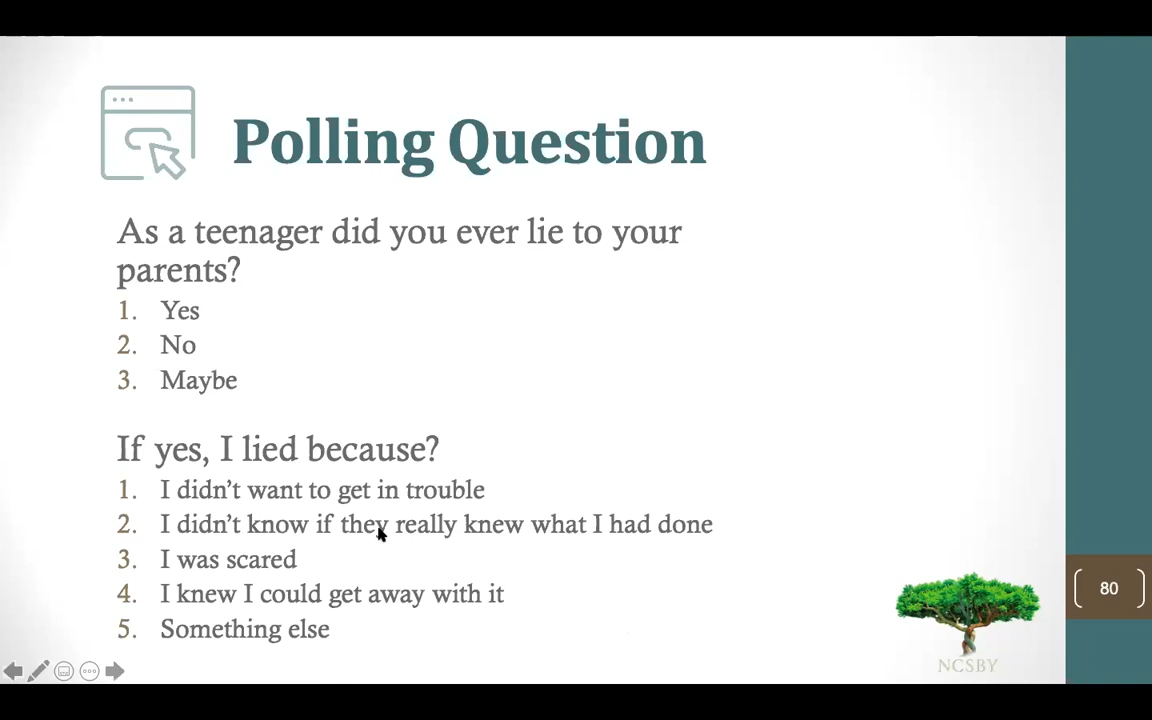 Polling Question
As a teenager did you ever lie to your
parents?
1. Yes
2. No
3. Maybe
If yes, I lied because?
1. I didn't want to get in trouble
2. I didn't know if they really knew what I had done
3. I was scared
4. I knew I could get away with it
5. Something else
80
NCSBY